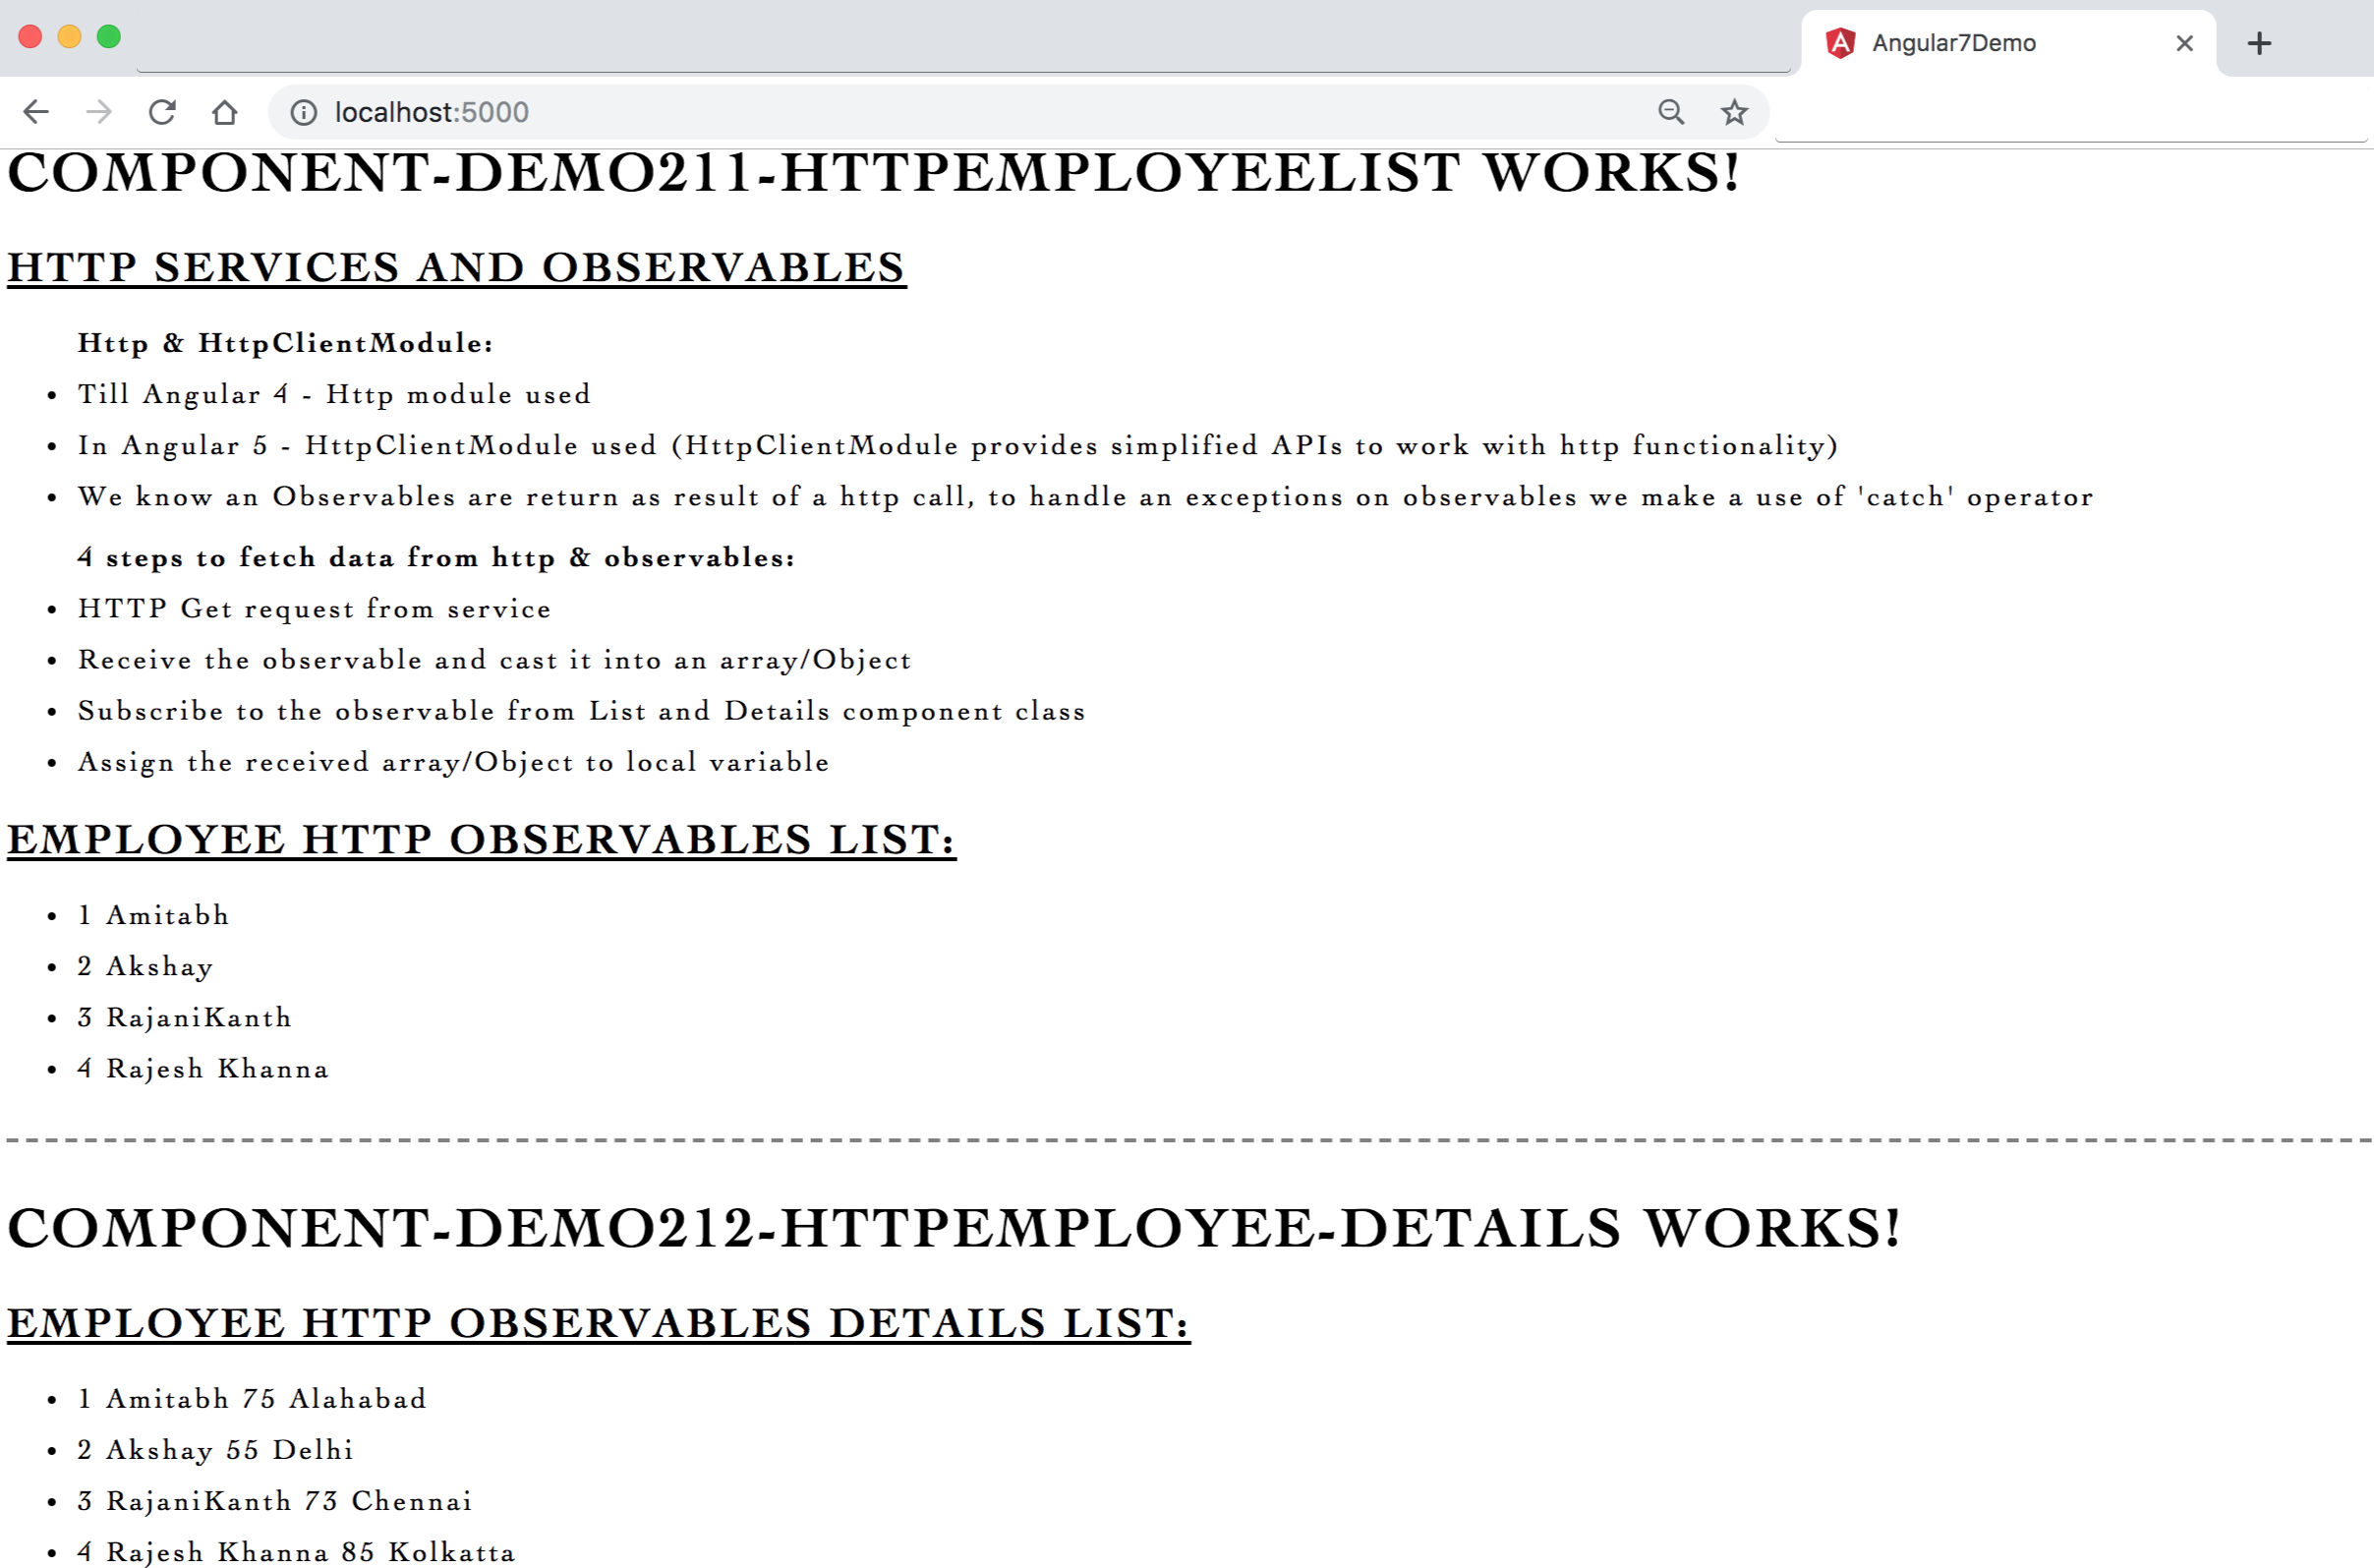 Angular7Demo
localhost:5000
COMPONENT-DEMO211-HTTPEMPLOYEELIST WORKS!
HTTP SERVICES AND OBSERVABLES
Http & HttpClientModule:
• Till Angular 4 - Http module used
• In Angular 5 - HttpClientModule used (HttpClientModule provides simplified APIs to work with http functionality)
• We know an Observables are return as result of a http call, to handle an exceptions on observables we make a use of 'catch' operator
4 steps to fetch data from http & observables:
• HTTP Get request from service
• Receive the observable and cast it into an array/Object
• Subscribe to the observable from List and Details component class
• Assign the received array/Object to local variable
EMPLOYEE HTTP OBSERVABLES LIST:
• 1 Amitabh
• 2 Akshay
• 3 RajaniKanth
• 4 Rajesh Khanna
COMPONENT-DEMO212-HTTPEMPLOYEE-DETAILS WORKS!
EMPLOYEE HTTP OBSERVABLES DETAILS LIST:
• 1 Amitabh 75 Alahabad
• 2 Akshay 55 Delhi
• 3 RajaniKanth 73 Chennai
• 4 Rajesh Khanna 85 Kolkatta